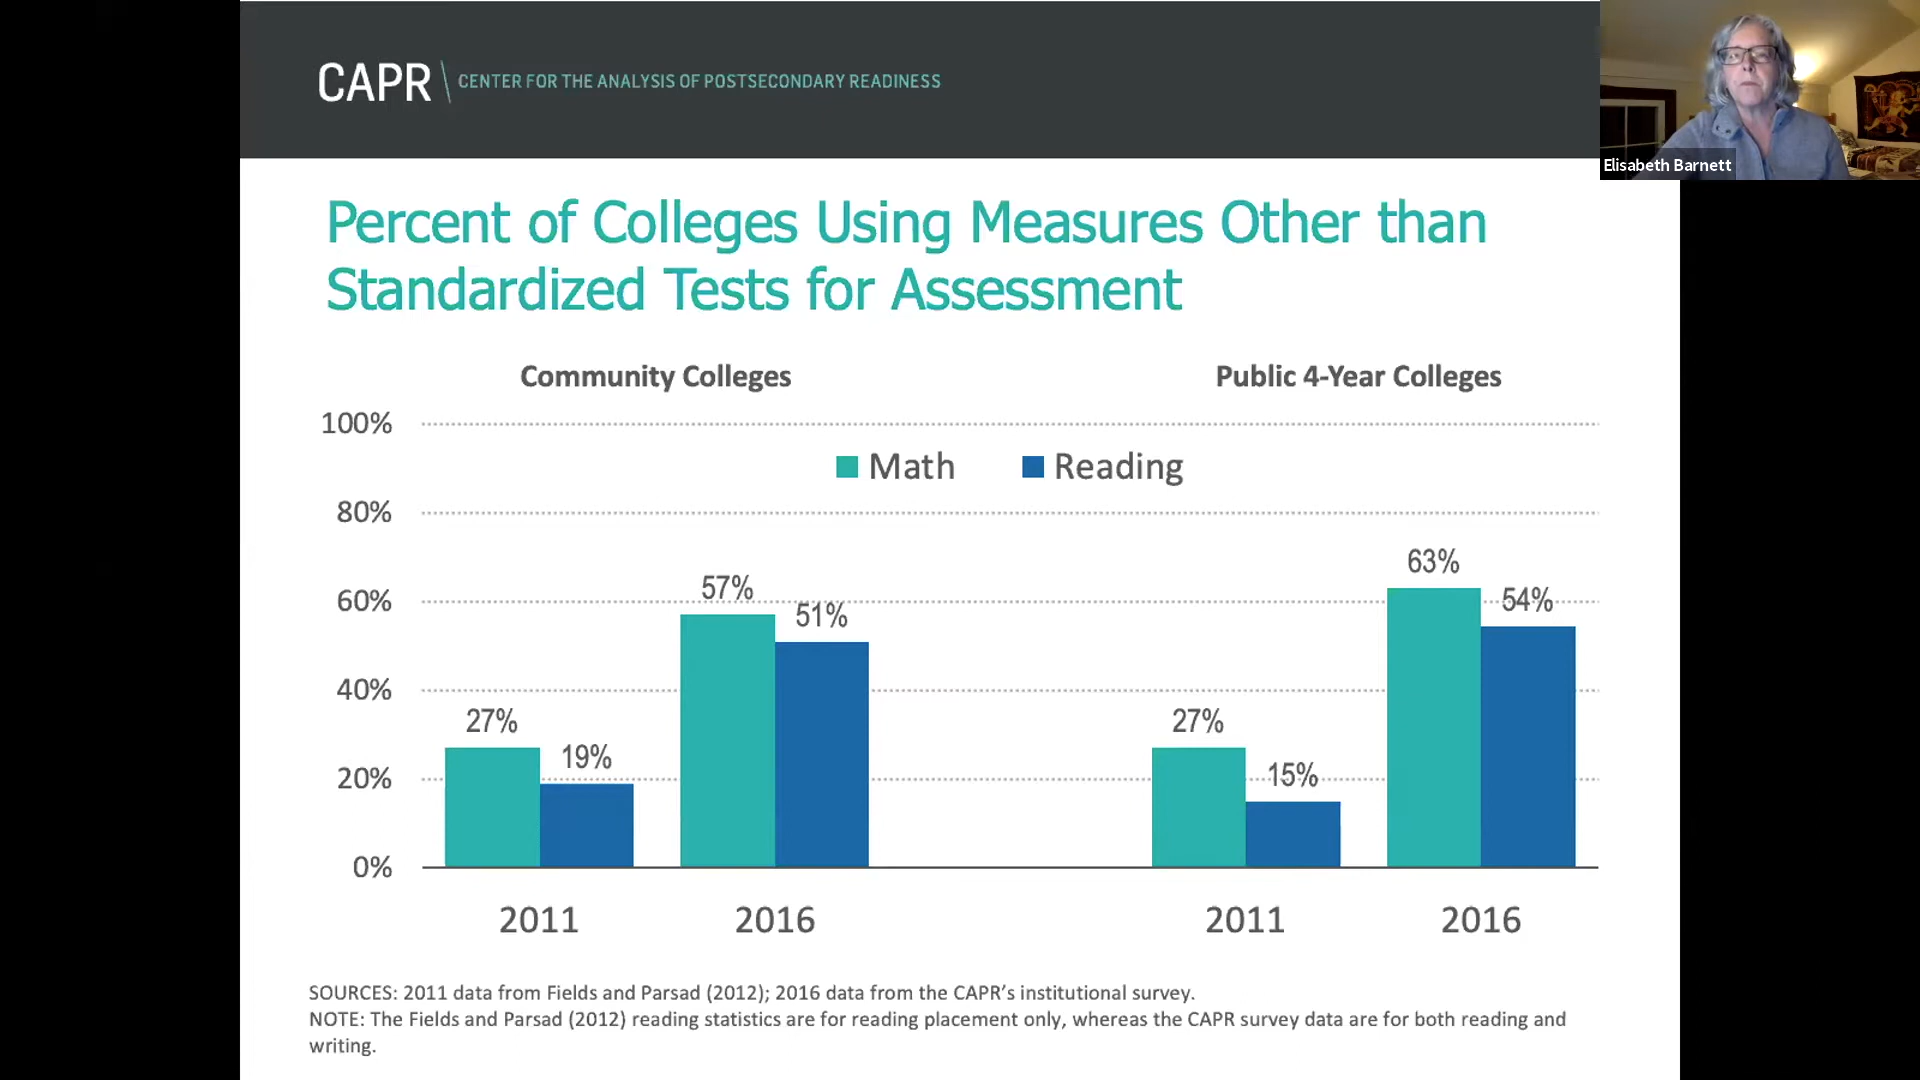 CAPR CENTER FOR THE ANALYSIS OF POSTSECONDARY READINESS
Elisabeth Barnett
Percent of Colleges Using Measures Other than
Standardized Tests for Assessment
Community Colleges
Public 4-Year Colleges
100%
Math
Reading
80%
60%
40%
20%
0%
27%
19%
57%
51%
27%
15%
63%
54%
2011
2016
2011
2016
SOURCES: 2011 data from Fields and Parsad (2012); 2016 data from the CAPR’s institutional survey.
NOTE: The Fields and Parsad (2012) reading statistics are for reading placement only, whereas the CAPR survey data are for both reading and
writing.